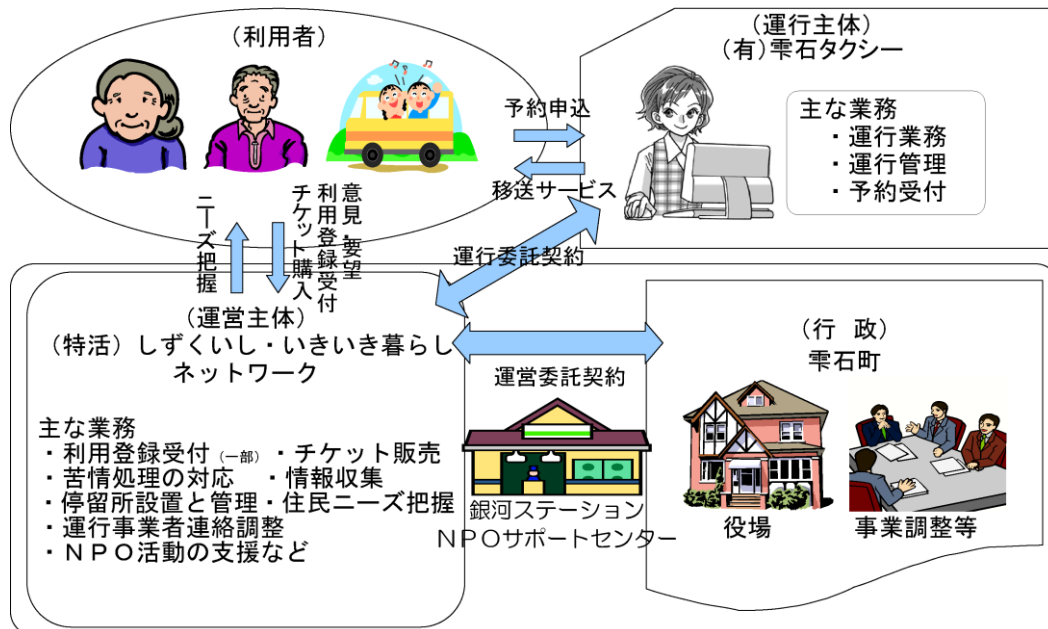 （利用者）
（運行主体）
（有）雫石タクシー
主な業務
・運行業務
・運行管理
・予約受付
予約申込
移送サービス
ニーズ把握
意見・要望
利用登録受付
チケット購入
運行委託契約
（運営主体）
（特活）しずくいし・いきいき暮らし
ネットワーク
主な業務
・利用登録受付（一部）・チケット販売
・苦情処理の対応　・情報収集
・停留所設置と管理・住民ニーズ把握
・運行事業者連絡調整
・ＮＰＯ活動の支援など
運営委託契約
銀河ステーション
ＮＰＯサポートセンター
（行　政）
雫石町
役場　事業調整等